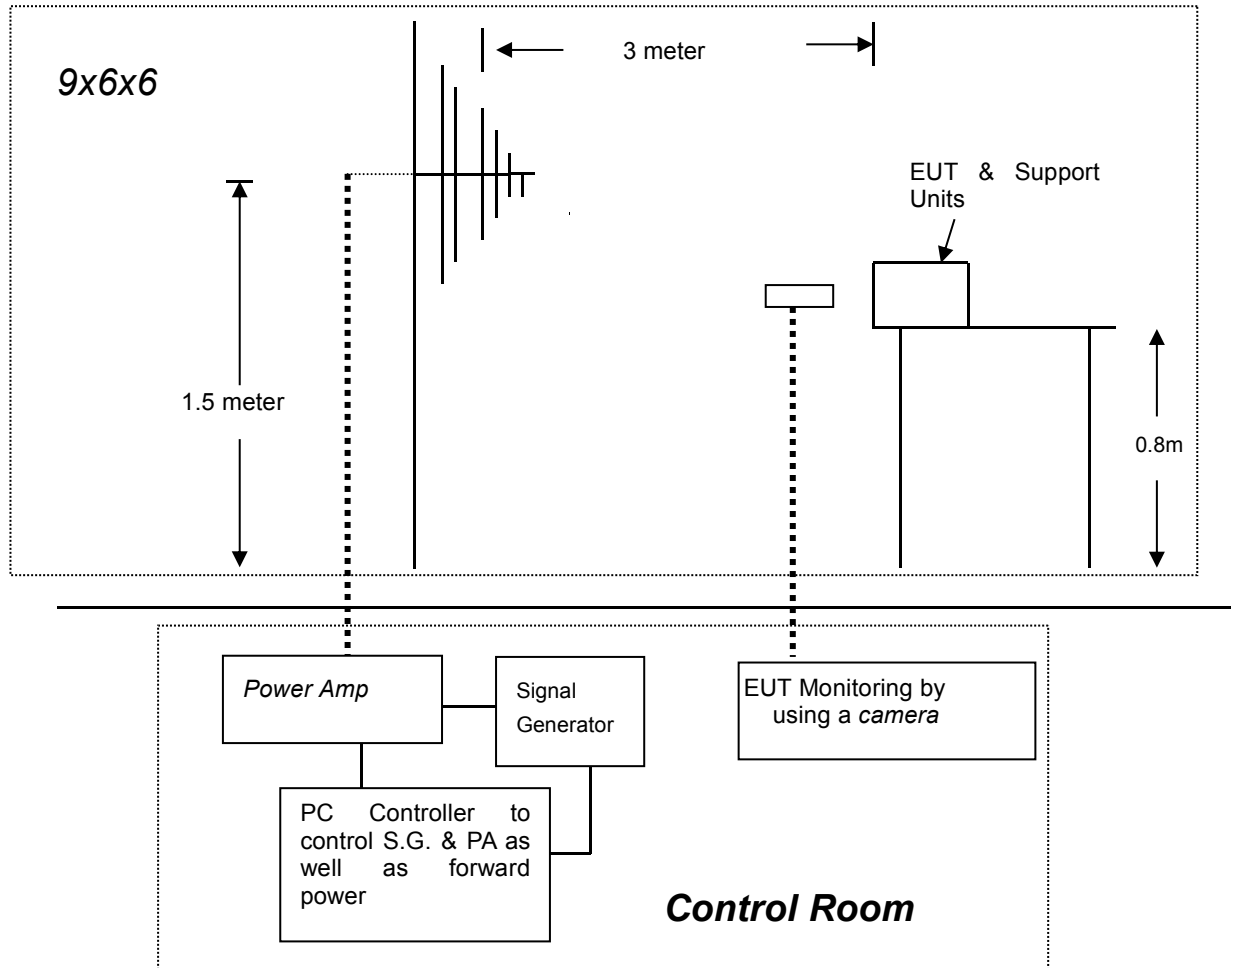 3 meter
9x6x6
EUT & Support
Units
1.5 meter
0.8m
Power Amp
Signal
Generator
EUT Monitoring by
using a camera
PC Controller to
control S.G. & PA as
well as forward
power
Control Room